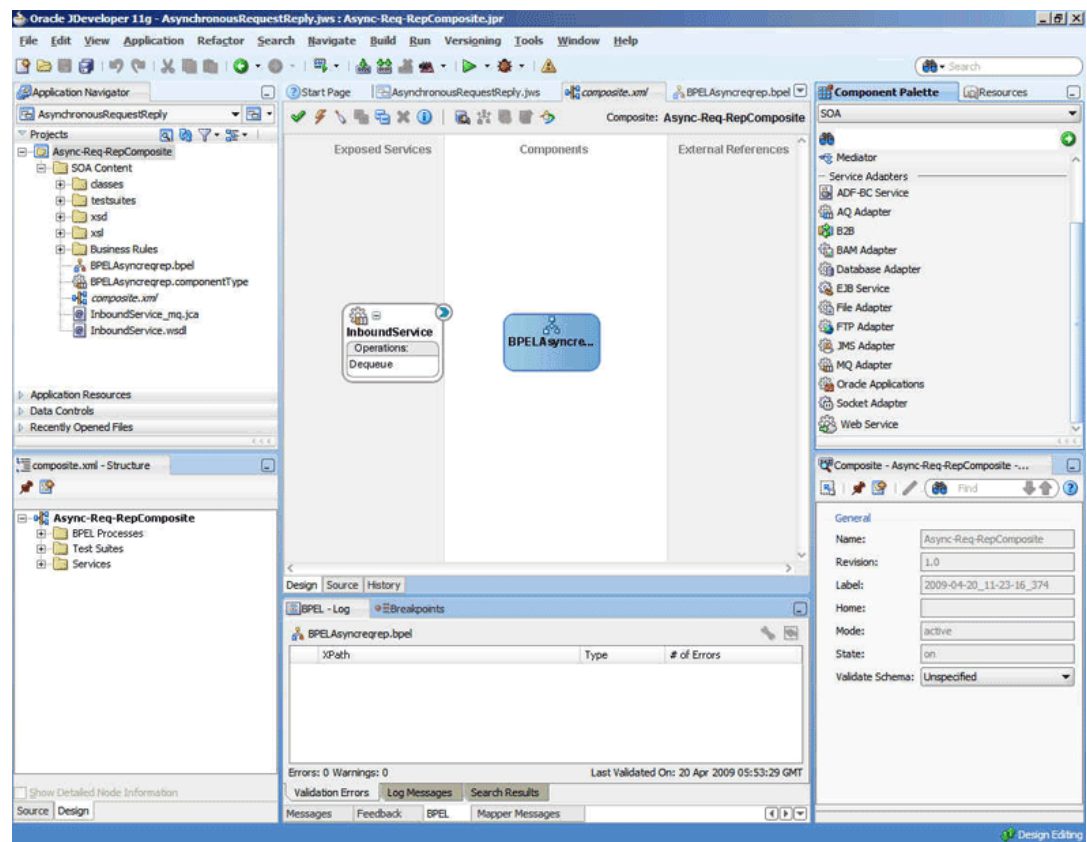 Oracle JDeveloper 11g - AsynchronousRequestReply.jws : Async-Req-RepComposite.jpr
File Edit View Application Refactor Search Navigate Build Run Versioning Tools Window Help
Search
Application Navigator
AsynchronousRequestReply
Projects
Async-Req-RepComposite
SOA Content
classes
testsuites
xsd
xsl
Business Rules
BPELAsyncreqrep.bpel
BPELAsyncreqrep.componentType
composite.xml
InboundService_mq.jca
InboundService.wsdl
Application Resources
Data Controls
Recently Opened Files
composite.xml - Structure
Async-Req-RepComposite
BPEL Processes
Test Suites
Services
Show Detailed Node Information
Source Design
Start Page AsynchronousRequestReply.jws composite.xml BPELAsyncreqrep.bpel
Composite: Async-Req-RepComposite
Exposed Services Components External References
InboundService
Operations:
Dequeue
BPELAsyncre...
Design Source History
BPEL - Log Breakpoints
BPELAsyncreqrep.bpel
XPath Type # of Errors
Errors: 0 Warnings: 0 Last Validated On: 20 Apr 2009 05:53:29 GMT
Validation Errors Log Messages Search Results
Messages Feedback BPEL Mapper Messages
Component Palette Resources
SOA
Mediator
Service Adapters
ADF-BC Service
AQ Adapter
B2B
BAM Adapter
Database Adapter
EJB Service
File Adapter
FTP Adapter
JMS Adapter
MQ Adapter
Oracle Applications
Socket Adapter
Web Service
Composite - Async-Req-RepComposite -...
Find
General
Name: Async-Req-RepComposite
Revision: 1.0
Label: 2009-04-20_11-23-16_374
Home:
Mode: active
State: on
Validate Schema: Unspecified
Design Editing